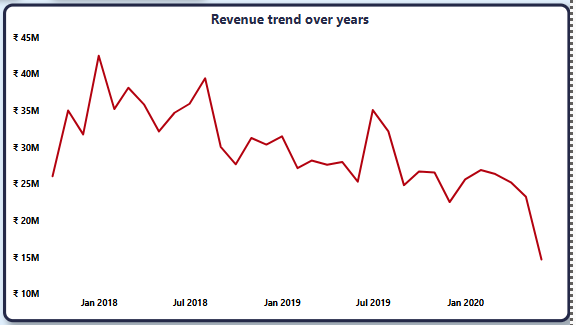 Revenue trend over years
₹ 45M
₹ 40M
₹ 35M
₹ 30M
₹ 25M
₹ 20M
₹ 15M
₹ 10M
Jan 2018 Jul 2018 Jan 2019 Jul 2019 Jan 2020